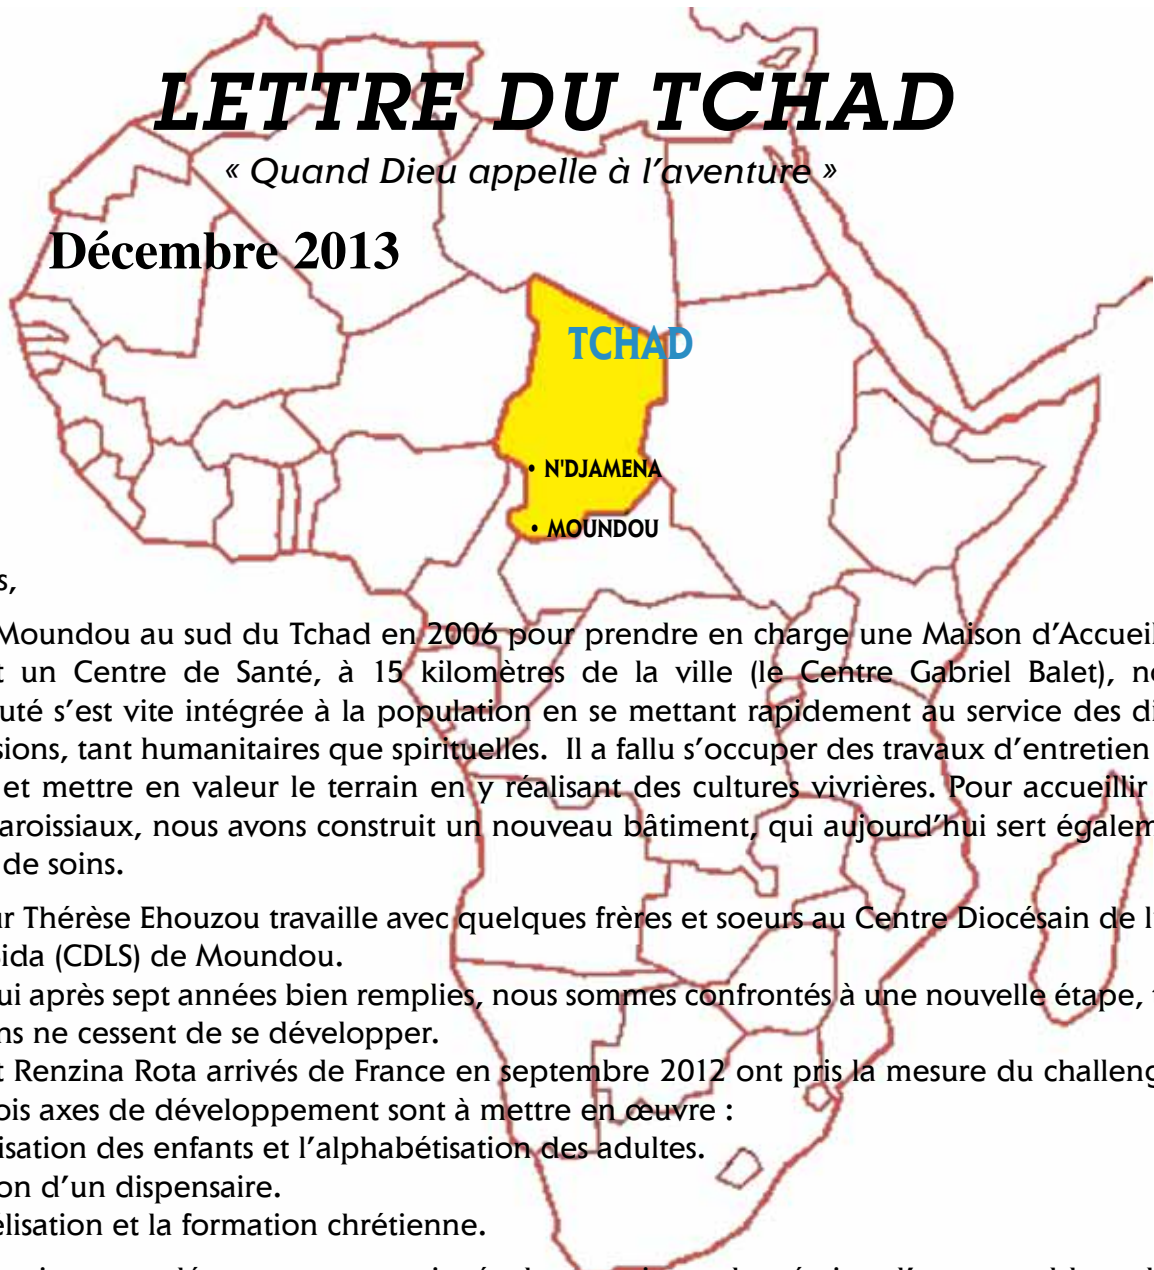 LETTRE DU TCHAD
« Quand Dieu appelle à l’aventure »
Décembre 2013
TCHAD
• N'DJAMENA
• MOUNDOU
s,
Moundou au sud du Tchad en 2006 pour prendre en charge une Maison d’Accueil
t un Centre de Santé, à 15 kilomètres de la ville (le Centre Gabriel Balet), n
uté s’est vite intégrée à la population en se mettant rapidement au service des di
sions, tant humanitaires que spirituelles. Il a fallu s’occuper des travaux d’entretien
et mettre en valeur le terrain en y réalisant des cultures vivrières. Pour accueillir
aroissiaux, nous avons construit un nouveau bâtiment, qui aujourd’hui sert égalem
de soins.
ur Thérèse Ehouzou travaille avec quelques frères et soeurs au Centre Diocésain de l
Sida (CDLS) de Moundou.
ui après sept années bien remplies, nous sommes confrontés à une nouvelle étape,
ns ne cessent de se développer.
t Renzina Rota arrivés de France en septembre 2012 ont pris la mesure du challeng
ois axes de développement sont à mettre en œuvre :
isation des enfants et l’alphabétisation des adultes.
on d’un dispensaire.
élisation et la formation chrétienne.